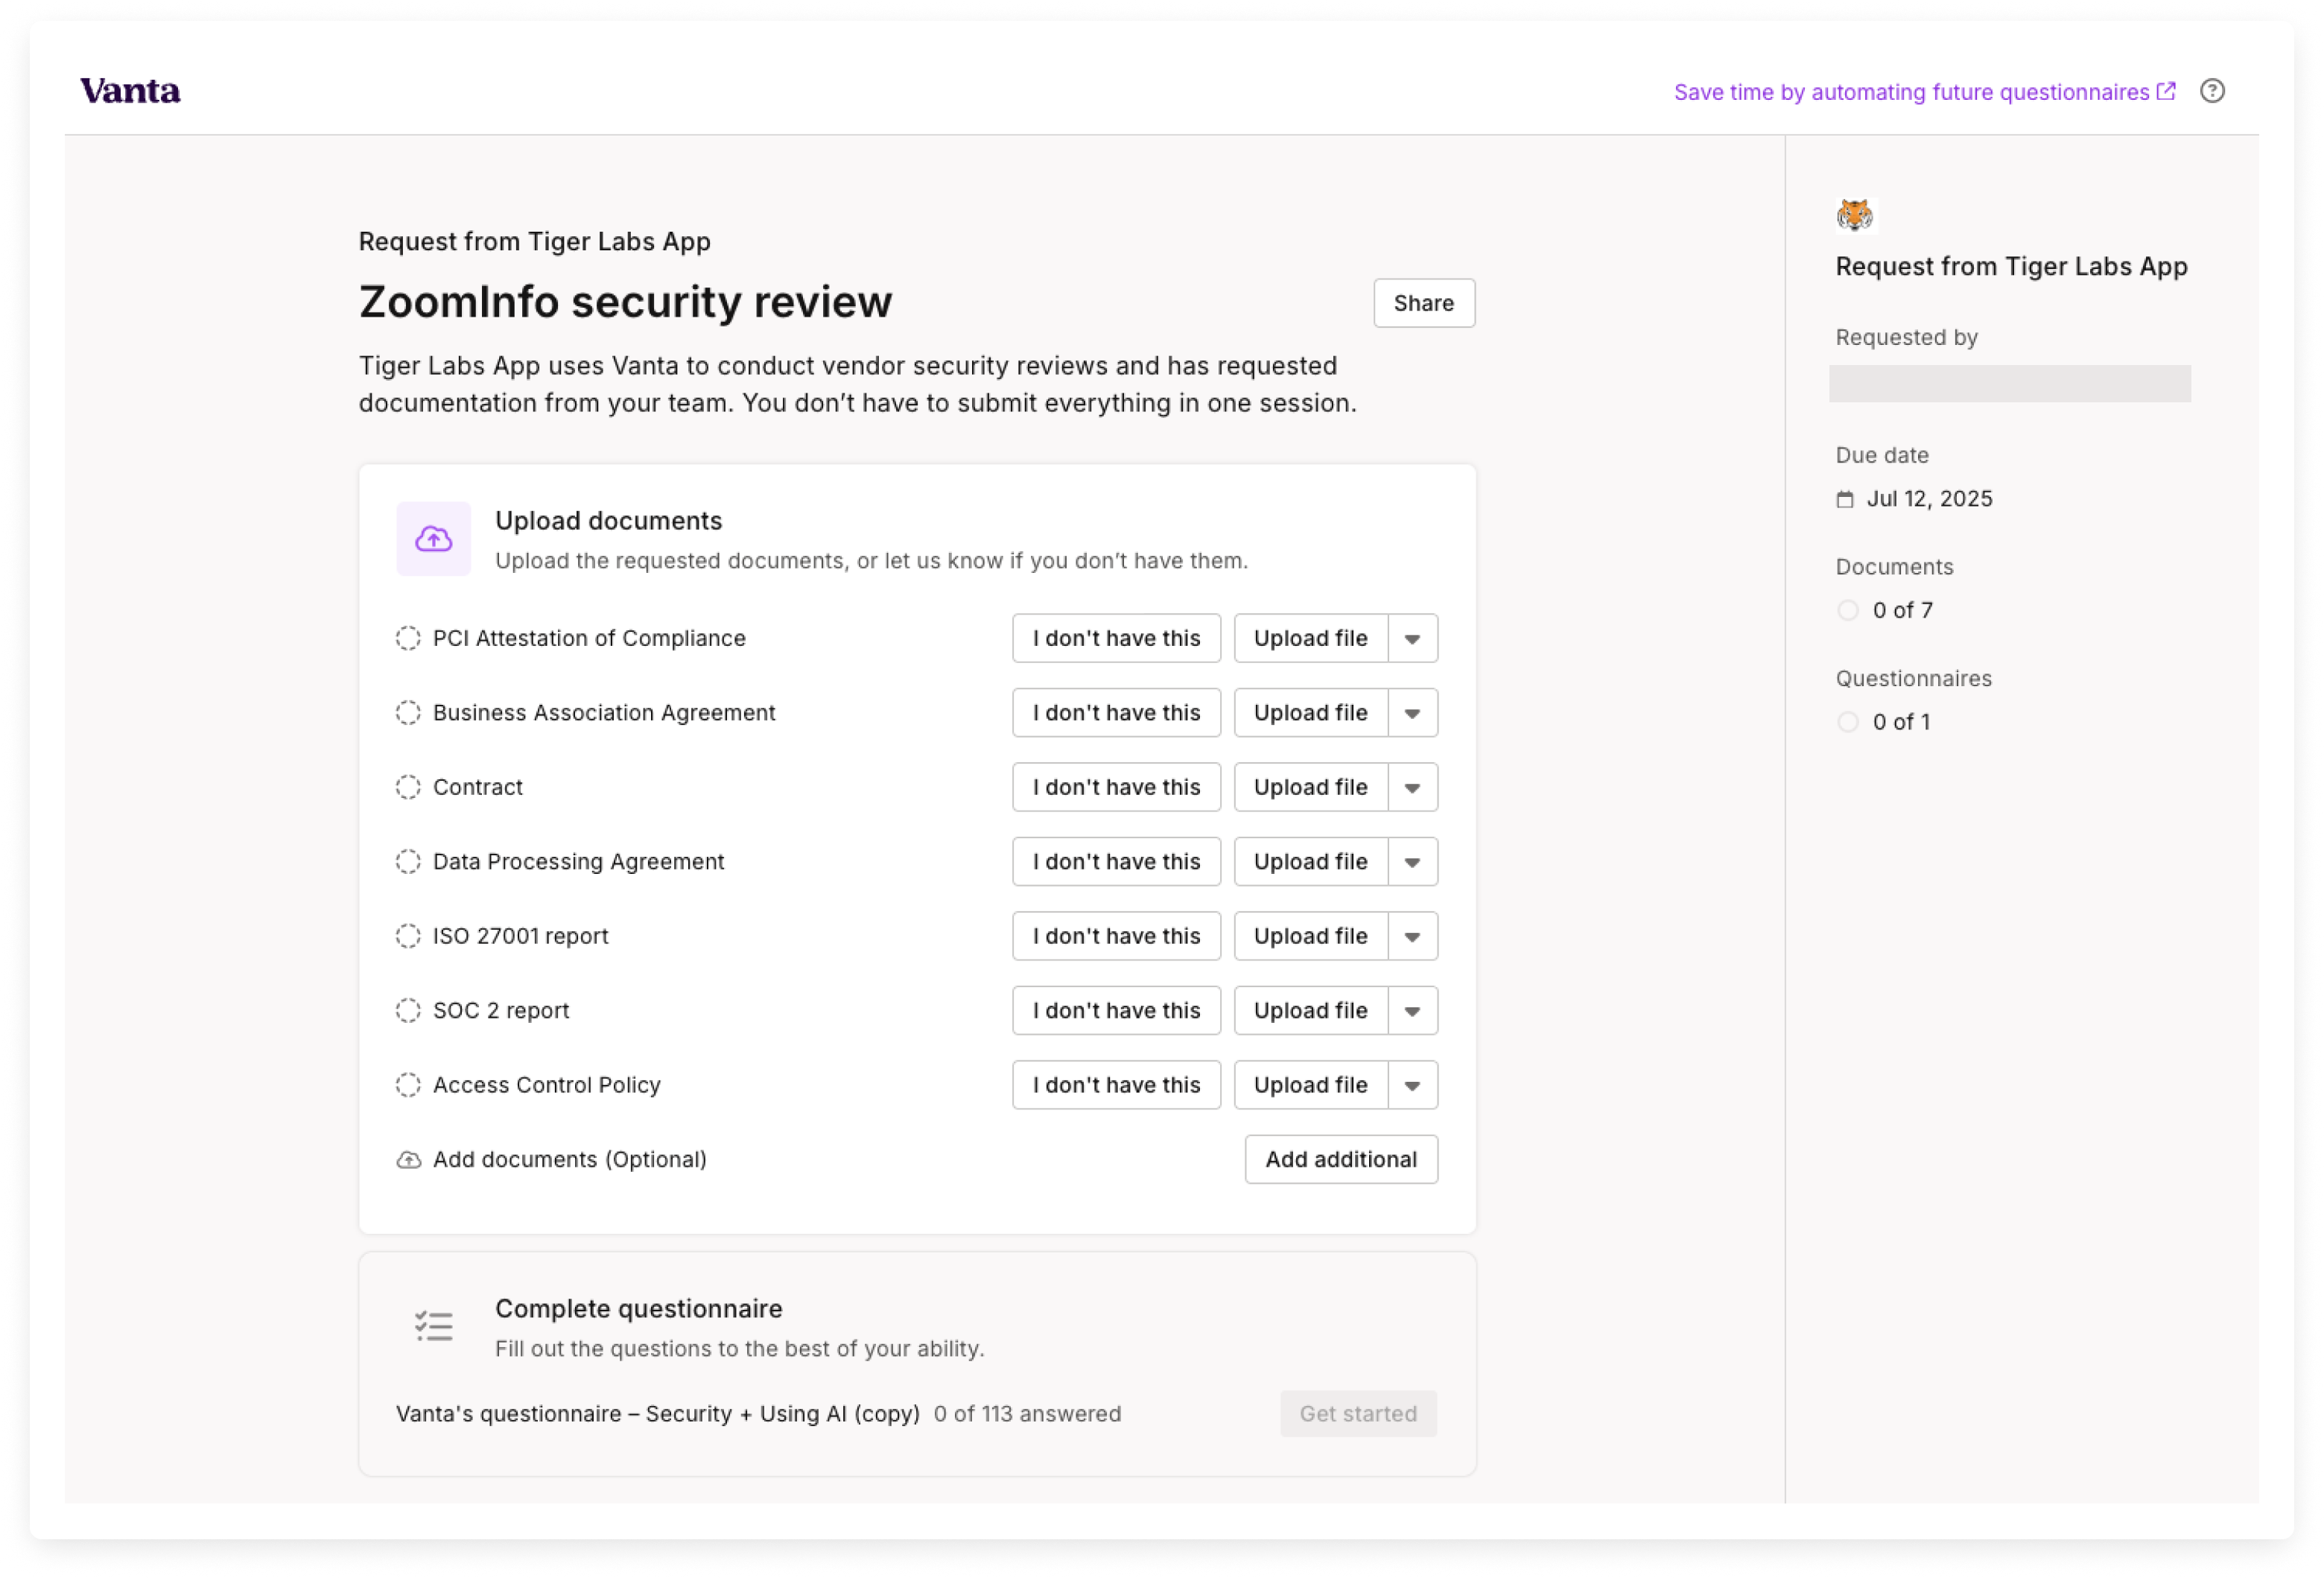 Vanta
Save time by automating future questionnaires
Request from Tiger Labs App
ZoomInfo security review
Share
Tiger Labs App uses Vanta to conduct vendor security reviews and has requested
documentation from your team. You don’t have to submit everything in one session.
Upload documents
Upload the requested documents, or let us know if you don’t have them.
PCI Attestation of Compliance I don't have this Upload file
Business Association Agreement I don't have this Upload file
Contract I don't have this Upload file
Data Processing Agreement I don't have this Upload file
ISO 27001 report I don't have this Upload file
SOC 2 report I don't have this Upload file
Access Control Policy I don't have this Upload file
Add documents (Optional) Add additional
Complete questionnaire
Fill out the questions to the best of your ability.
Vanta's questionnaire – Security + Using AI (copy) 0 of 113 answered Get started
Request from Tiger Labs App
Requested by
Due date
Jul 12, 2025
Documents
0 of 7
Questionnaires
0 of 1